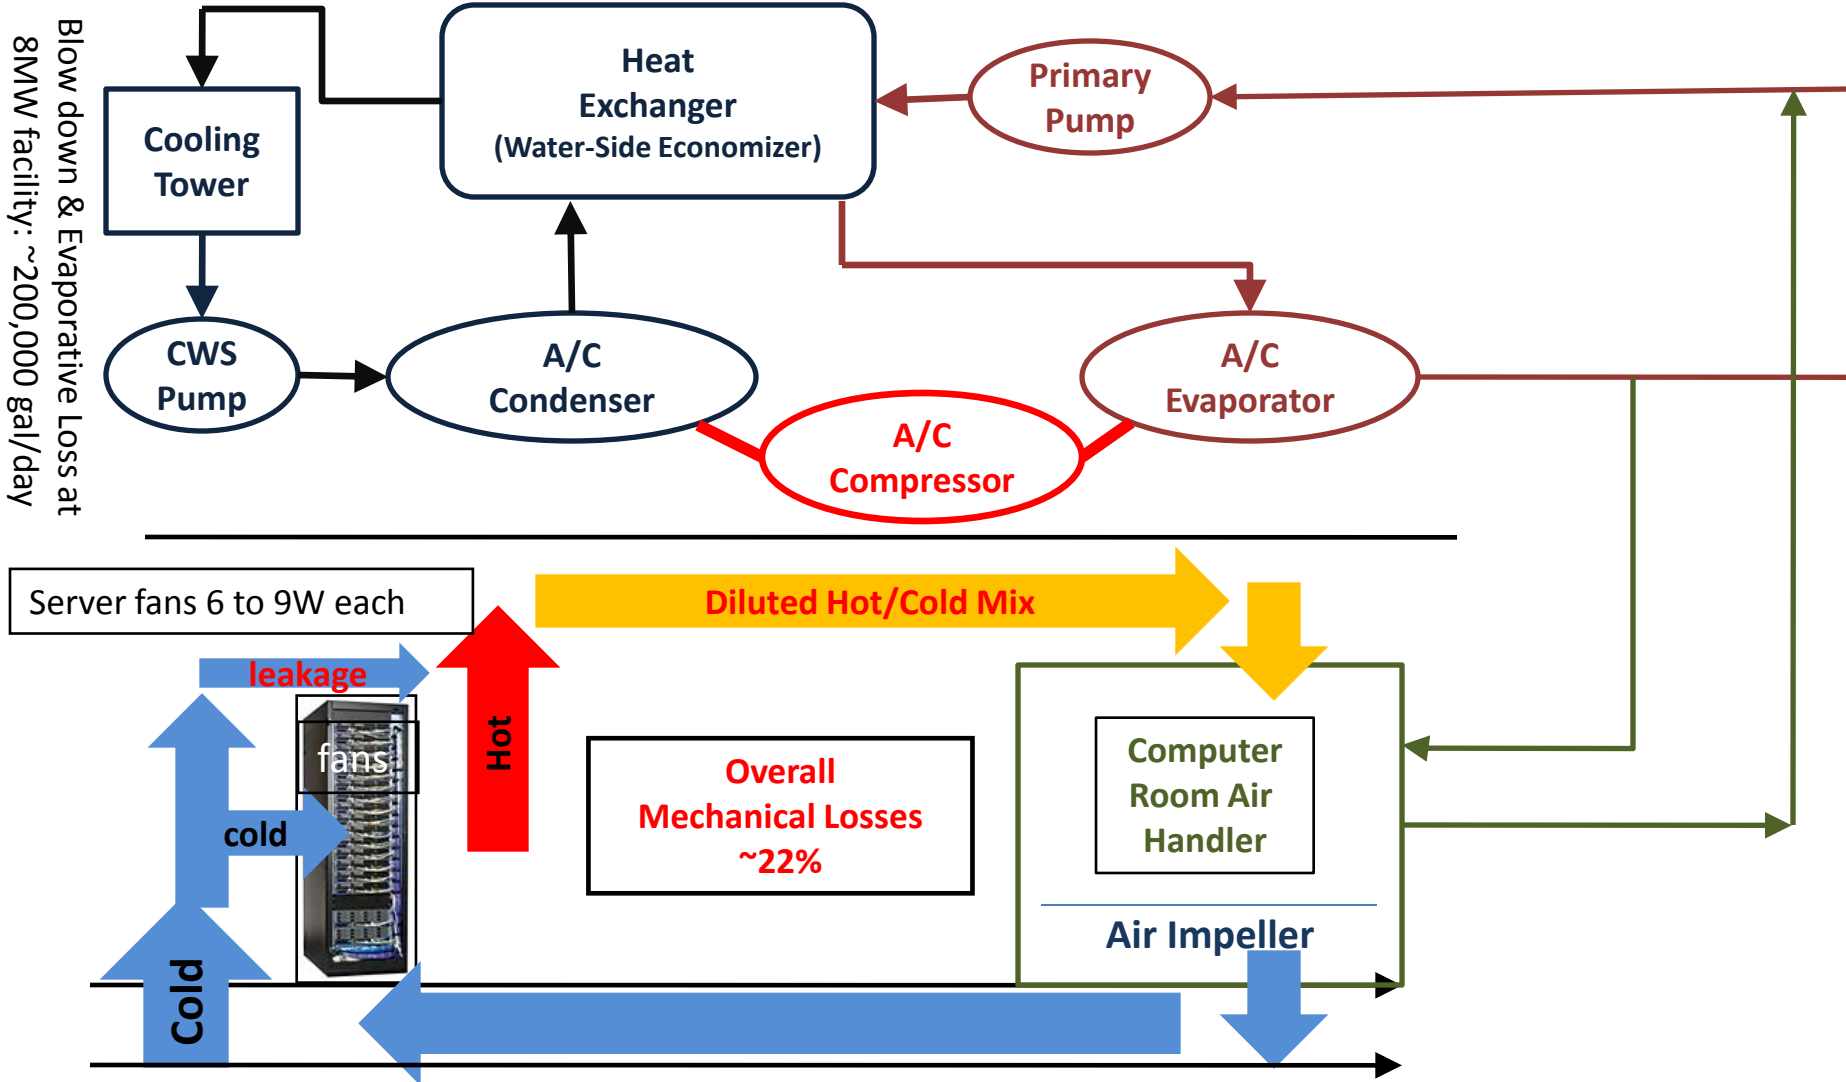 Blow down & Evaporative Loss at
8MW facility: ~200,000 gal/day
Heat
Exchanger
(Water-Side Economizer)
Primary
Pump
Cooling
Tower
CWS
Pump
A/C
Condenser
A/C
Evaporator
A/C
Compressor
Server fans 6 to 9W each
Diluted Hot/Cold Mix
leakage
Hot
fans
cold
Cold
Overall
Mechanical Losses
~22%
Computer
Room Air
Handler
Air Impeller